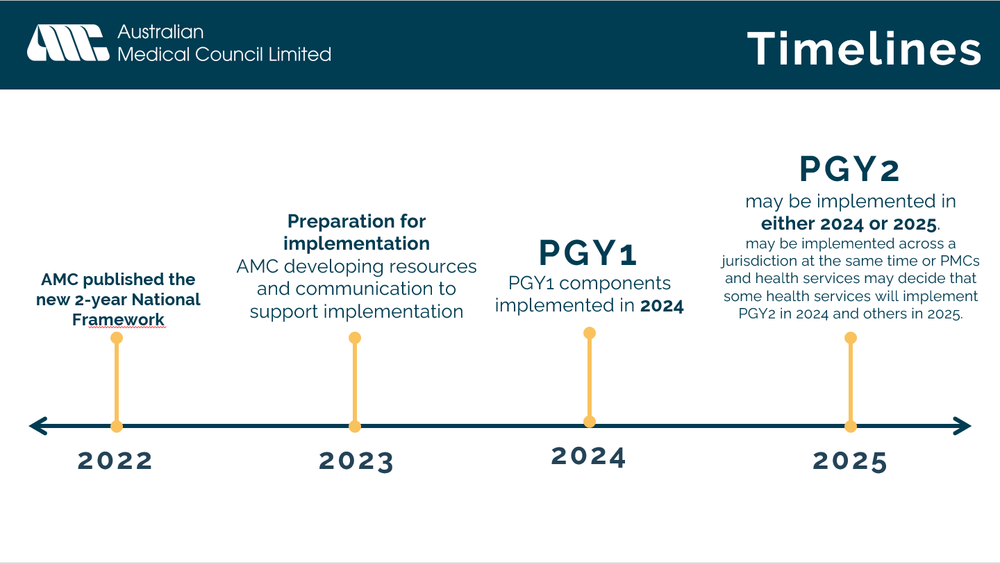 Australian
Medical Council Limited
Timelines
AMC published the
new 2-year National
Framework
Preparation for
implementation
AMC developing resources
and communication to
support implementation
PGY1
PGY1 components
implemented in 2024
PGY2
may be implemented in
either 2024 or 2025.
may be implemented across a
jurisdiction at the same time or PMCs
and health services may decide that
some health services will implement
PGY2 in 2024 and others in 2025.
2022
2023
2024
2025